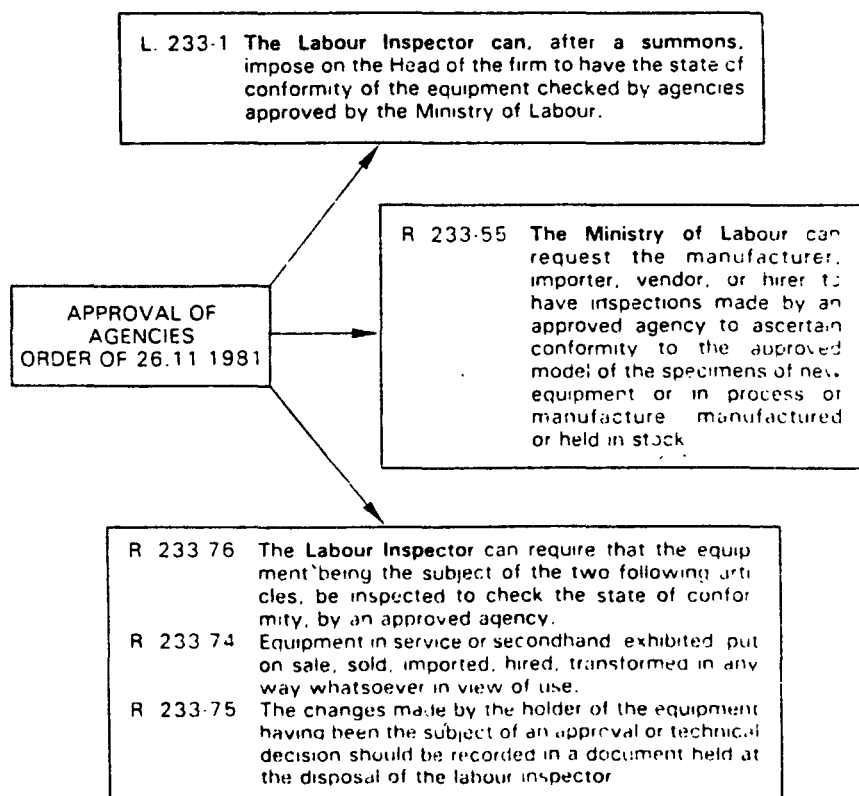 L. 233-1 The Labour Inspector can, after a summons,
impose on the Head of the firm to have the state of
conformity of the equipment checked by agencies
approved by the Ministry of Labour.
R 233-55 The Ministry of Labour can
request the manufacturer,
importer, vendor, or hirer to
have inspections made by an
approved agency to ascertain
conformity to the approved
model of the specimens of new
equipment or in process or
manufacture manufactured
or held in stock
APPROVAL OF
AGENCIES
ORDER OF 26.11 1981
R 233 76 The Labour Inspector can require that the equip
ment being the subject of the two following arti
cles, be inspected to check the state of confor
mity, by an approved agency.
R 233 74 Equipment in service or secondhand exhibited put
on sale, sold, imported, hired, transformed in any
way whatsoever in view of use.
R 233-75 The changes made by the holder of the equipment
having been the subject of an approval or technical
decision should be recorded in a document held at
the disposal of the labour inspector